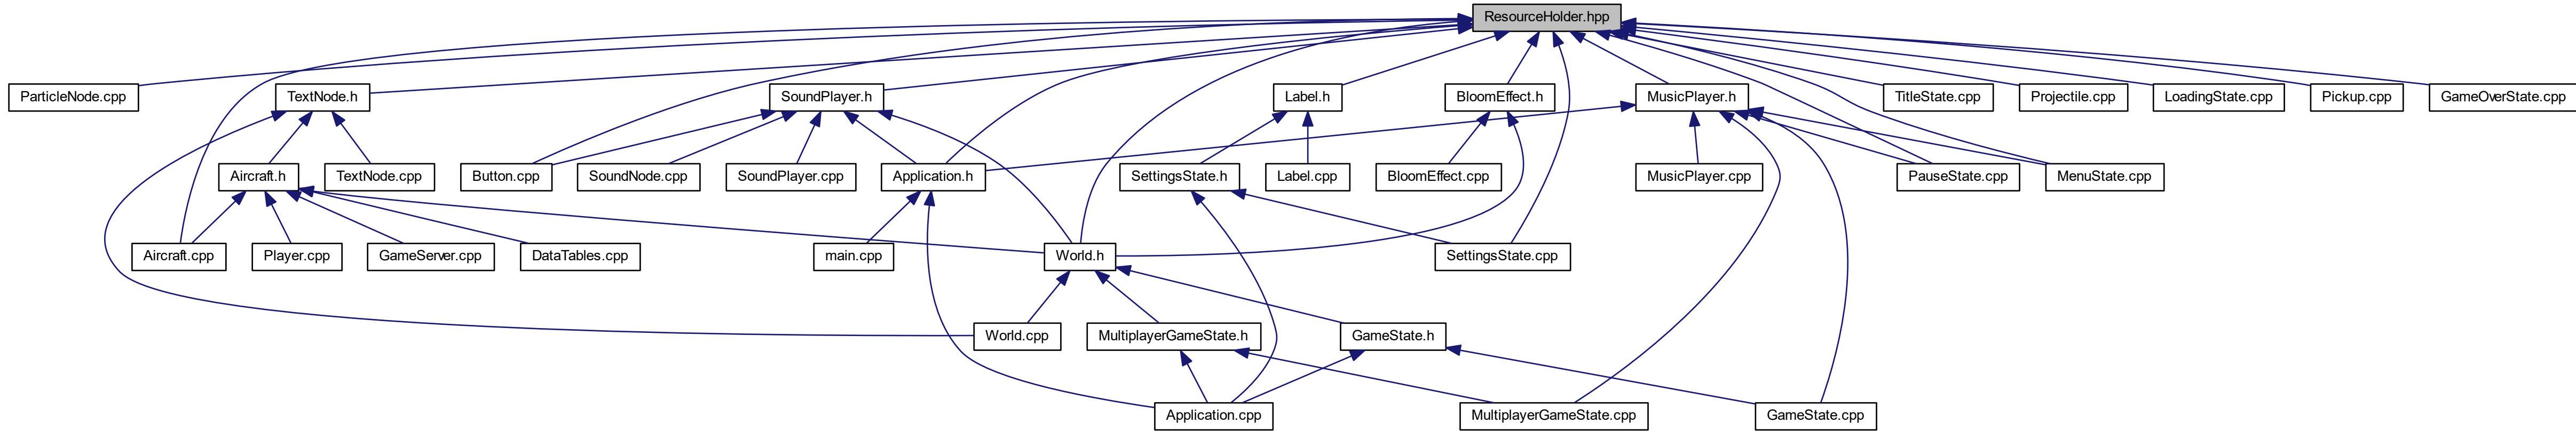 ResourceHolder.hpp
ParticleNode.cpp
TextNode.h
SoundPlayer.h
Label.h
BloomEffect.h
MusicPlayer.h
TitleState.cpp
Projectile.cpp
LoadingState.cpp
Pickup.cpp
GameOverState.cpp
Aircraft.h
TextNode.cpp
Button.cpp
SoundNode.cpp
SoundPlayer.cpp
Application.h
SettingsState.h
Label.cpp
BloomEffect.cpp
MusicPlayer.cpp
PauseState.cpp
MenuState.cpp
Aircraft.cpp
Player.cpp
GameServer.cpp
DataTables.cpp
main.cpp
World.h
SettingsState.cpp
World.cpp
MultiplayerGameState.h
GameState.h
Application.cpp
MultiplayerGameState.cpp
GameState.cpp